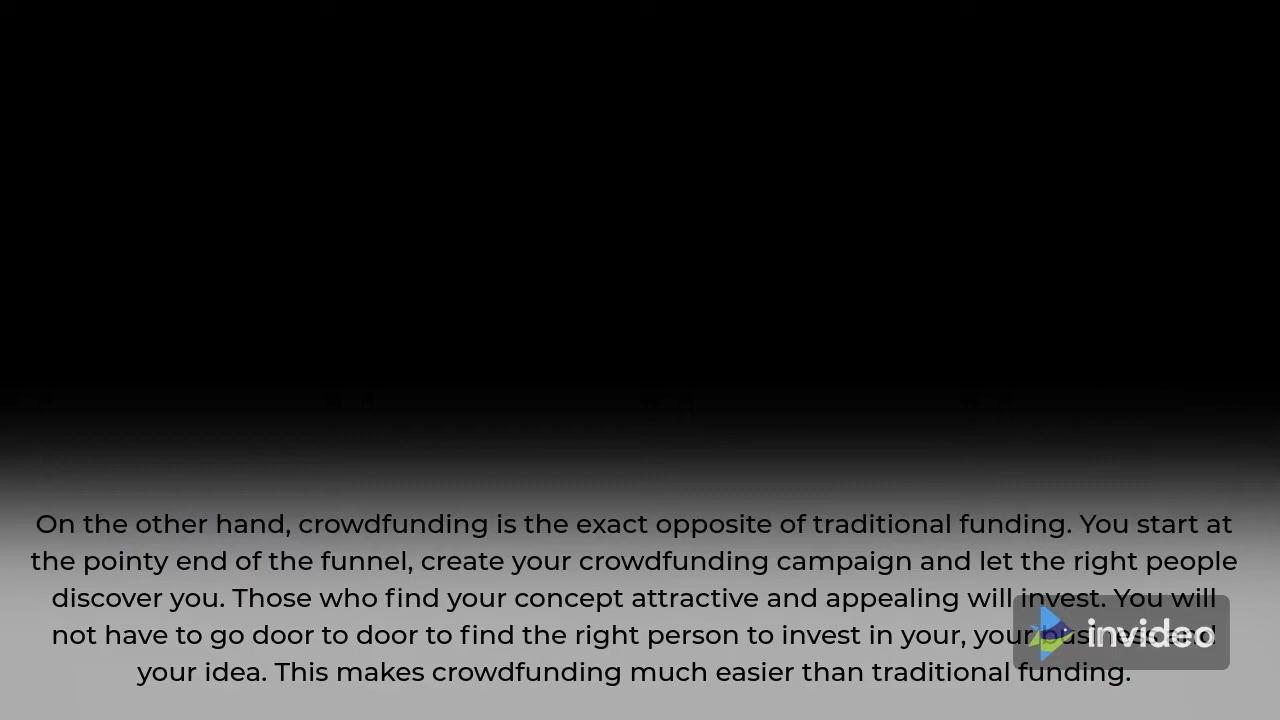 On the other hand, crowdfunding is the exact opposite of traditional funding. You start at
the pointy end of the funnel, create your crowdfunding campaign and let the right people
discover you. Those who find your concept attractive and appealing will invest. You will
not have to go door to door to find the right person to invest in your, your business and
your idea. This makes crowdfunding much easier than traditional funding.
invideo